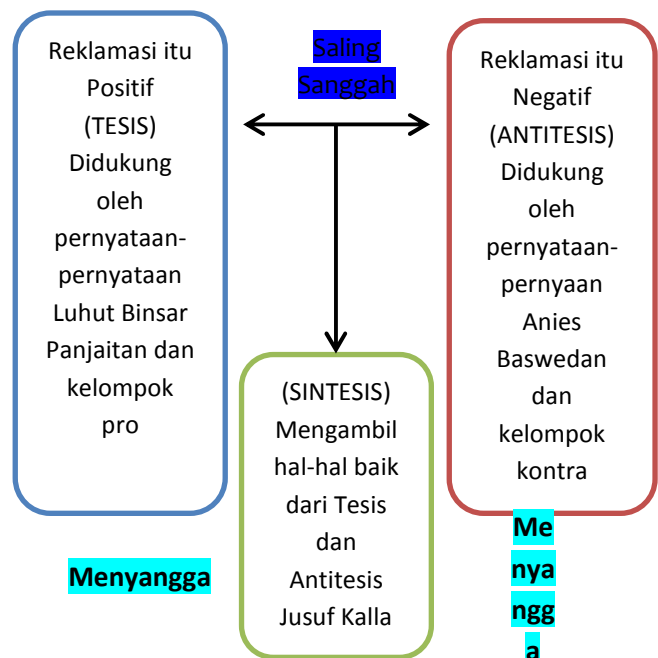 Reklamasi itu
Positif
(TESIS)
Didukung
oleh
pernyataan-
pernyataan
Luhut Binsar
Panjaitan dan
kelompok
pro
Saling
Sanggah
Reklamasi itu
Negatif
(ANTITESIS)
Didukung
oleh
pernyataan-
pernyaan
Anies
Baswedan
dan
kelompok
kontra
(SINTESIS)
Mengambil
hal-hal baik
dari Tesis
dan
Antitesis
Jusuf Kalla
Menyangga
Me
nya
ngg
a